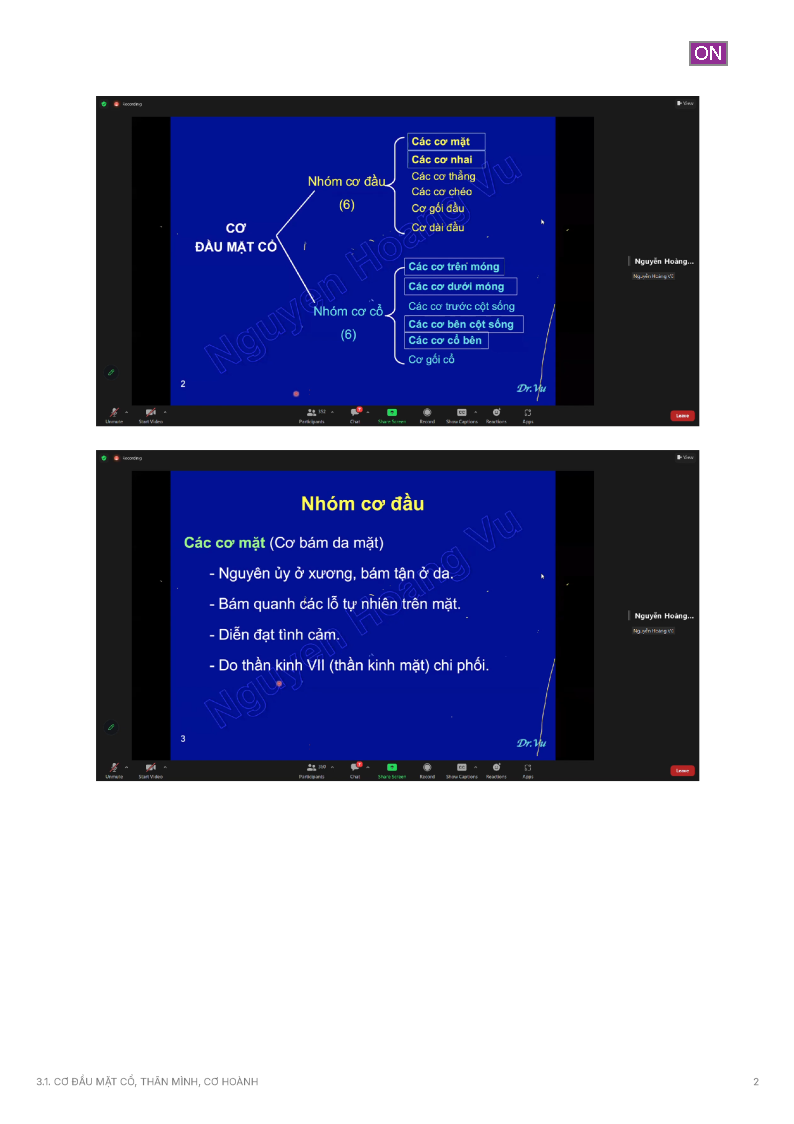 ON
Recording
View
Các cơ mặt
Các cơ nhai
Nhóm cơ đầu
Các cơ thẳng
Các cơ chéo
(6)
Cơ gối đầu
CƠ
Cơ dài đầu
ĐẦU MẶT CỔ
Nguyễn Hoàng...
Các cơ trên móng
Nguyễn Hoàng Vũ
Các cơ dưới móng
Nhóm cơ cổ
Các cơ trước cột sống
(6)
Các cơ bên cột sống
Các cơ cổ bên
Cơ gối cổ
Nguyen Hoang Vu
2
Dr.Vu
Unmute Start Video Participants Chat Share Screen Record Show Captions Reactions Apps Leave
Recording
View
Nhóm cơ đầu
Các cơ mặt (Cơ bám da mặt)
- Nguyên ủy ở xương, bám tận ở da.
- Bám quanh các lỗ tự nhiên trên mặt.
Nguyễn Hoàng...
Nguyễn Hoàng Vũ
- Diễn đạt tình cảm.
- Do thần kinh VII (thần kinh mặt) chi phối.
Nguyen Hoang Vu
3
Dr.Vu
Unmute Start Video Participants Chat Share Screen Record Show Captions Reactions Apps Leave
3.1. CƠ ĐẦU MẶT CỔ, THÂN MÌNH, CƠ HOÀNH
2